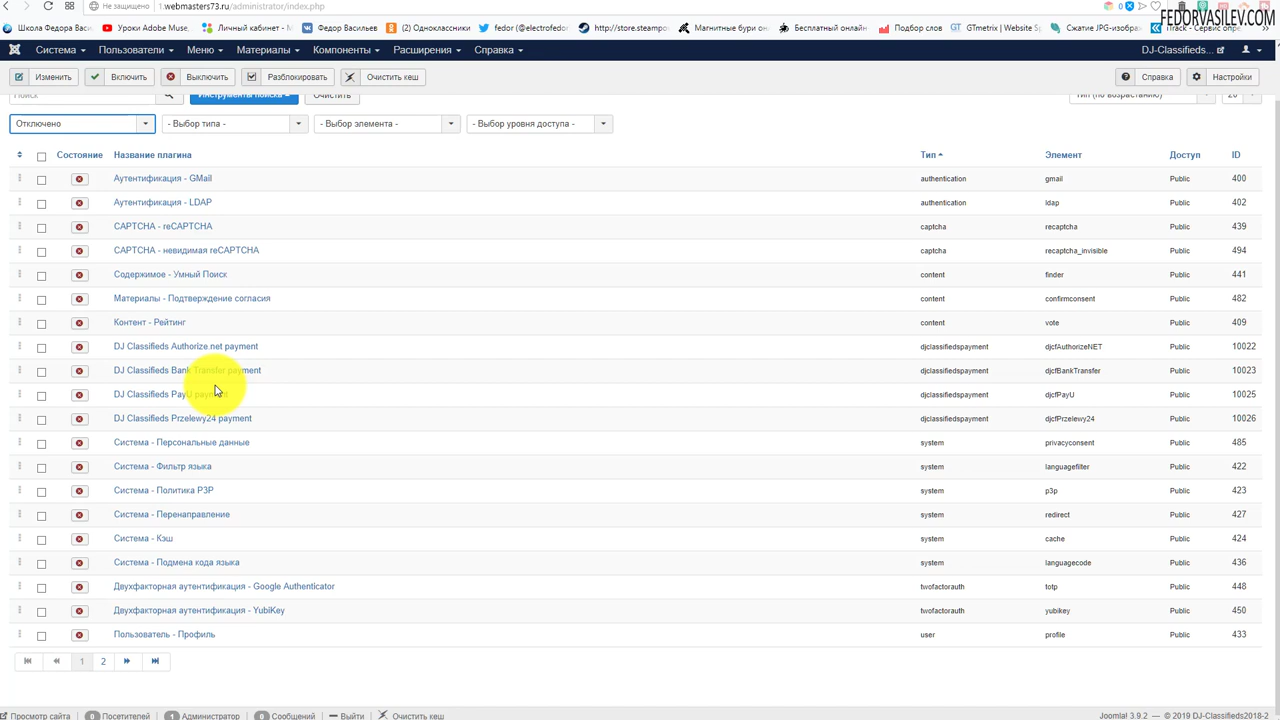 Не защищено 1.webmasters73.ru/administrator/index.php
FEDORVASILEV.COM
Школа Федора Васил Уроки Adobe Muse, Личный кабинет - Федор Васильев (2) Одноклассники fedor (@electrofedor http://store.steampo Магнитные бури он Бесплатный онлайн Подбор слов GTmetrix | Website Sp Сжатие JPG-изображ iTrack - Сервис опре
Система Пользователи Меню Материалы Компоненты Расширения Справка DJ-Classifieds...
Изменить Включить Выключить Разблокировать Очистить кеш Справка Настройки
Поиск Инструменты поиска Очистить Тип (по возрастанию) 20
Отключено - Выбор типа - - Выбор элемента - - Выбор уровня доступа -
Состояние Название плагина Тип Элемент Доступ ID
Аутентификация - GMail authentication gmail Public 400
Аутентификация - LDAP authentication ldap Public 402
CAPTCHA - reCAPTCHA captcha recaptcha Public 439
CAPTCHA - невидимая reCAPTCHA captcha recaptcha_invisible Public 494
Содержимое - Умный Поиск content finder Public 441
Материалы - Подтверждение согласия content confirmconsent Public 482
Контент - Рейтинг content vote Public 409
DJ Classifieds Authorize.net payment djclassifiedspayment djcfAuthorizeNET Public 10022
DJ Classifieds Bank Transfer payment djclassifiedspayment djcfBankTransfer Public 10023
DJ Classifieds PayU payment djclassifiedspayment djcfPayU Public 10025
DJ Classifieds Przelewy24 payment djclassifiedspayment djcfPrzelewy24 Public 10026
Система - Персональные данные system privacyconsent Public 485
Система - Фильтр языка system languagefilter Public 422
Система - Политика P3P system p3p Public 423
Система - Перенаправление system redirect Public 427
Система - Кэш system cache Public 424
Система - Подмена кода языка system languagecode Public 436
Двухфакторная аутентификация - Google Authenticator twofactorauth totp Public 448
Двухфакторная аутентификация - YubiKey twofactorauth yubikey Public 450
Пользователь - Профиль user profile Public 433
1 2
Просмотр сайта 0 Посетителей 1 Администратор 0 Сообщений Выйти Очистить кеш Joomla! 3.9.2 — © 2019 DJ-Classifieds2018-2